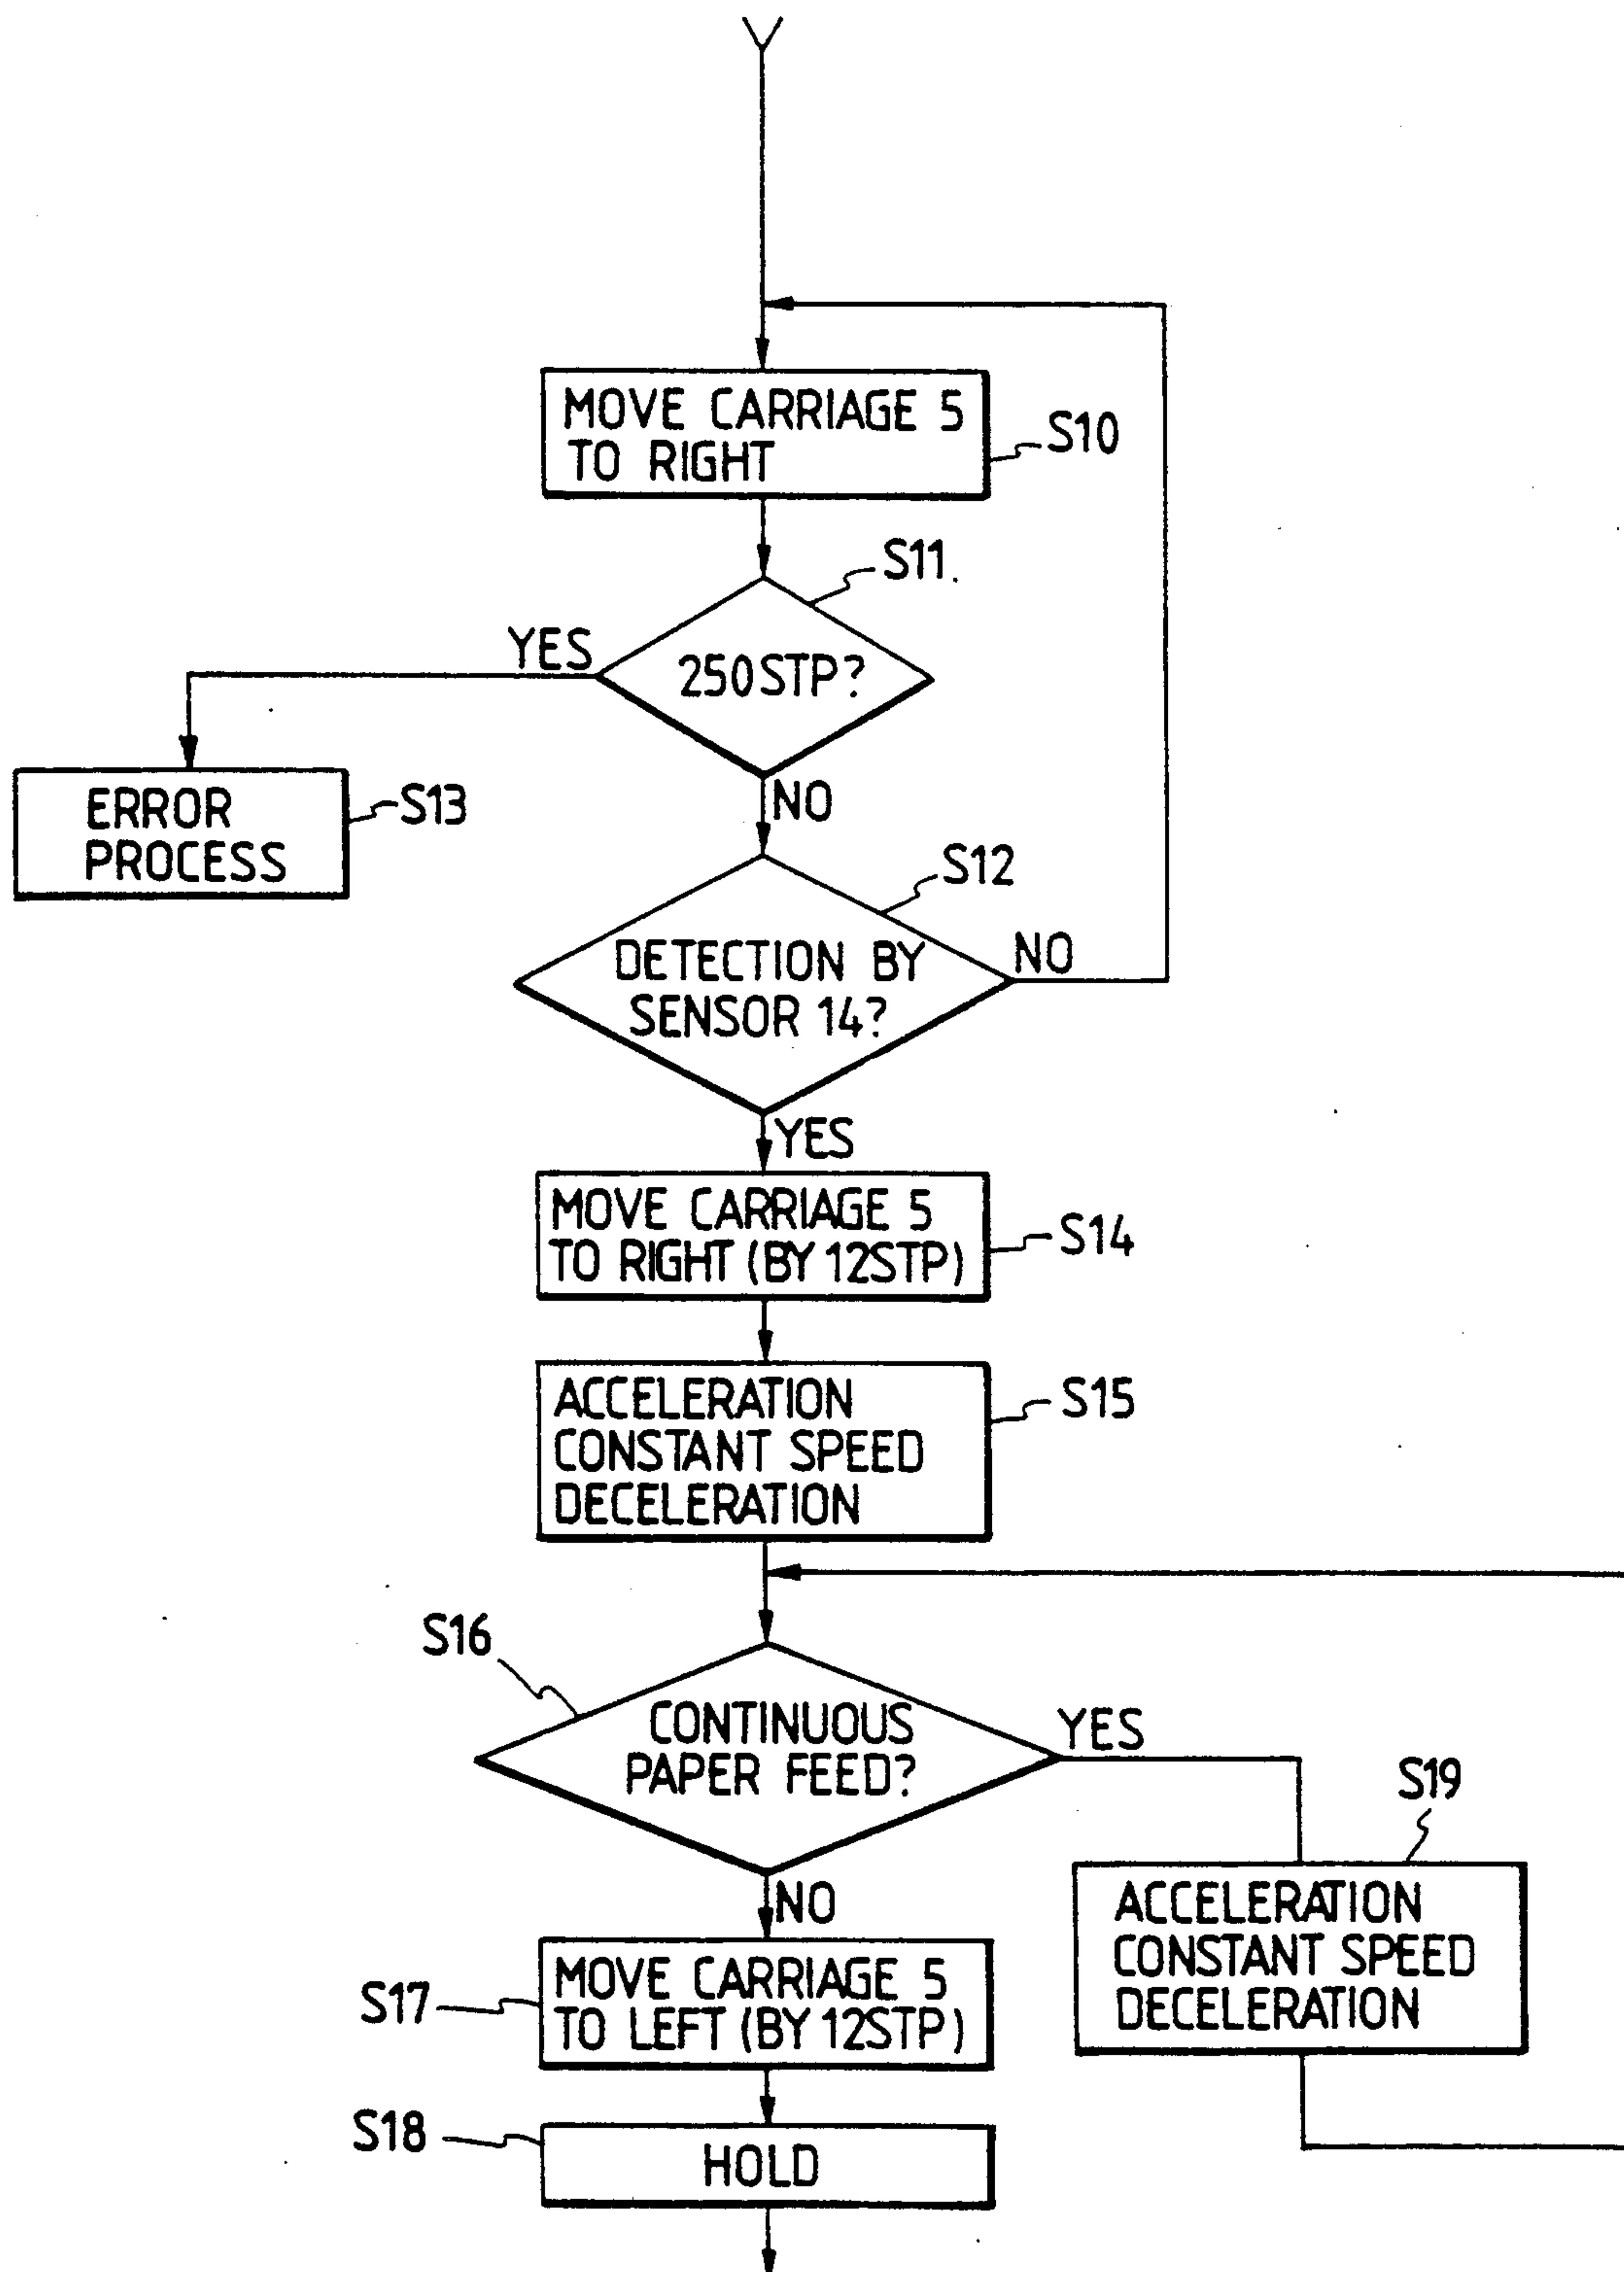 MOVE CARRIAGE 5
TO RIGHT
S10
S11.
YES
250STP?
NO
ERROR
PROCESS
S13
S12
DETECTION BY
SENSOR 14?
NO
YES
MOVE CARRIAGE 5
TO RIGHT (BY 12STP)
S14
ACCELERATION
CONSTANT SPEED
DECELERATION
S15
S16
CONTINUOUS
PAPER FEED?
YES
S19
NO
ACCELERATION
CONSTANT SPEED
DECELERATION
MOVE CARRIAGE 5
TO LEFT (BY 12STP)
S17
S18
HOLD